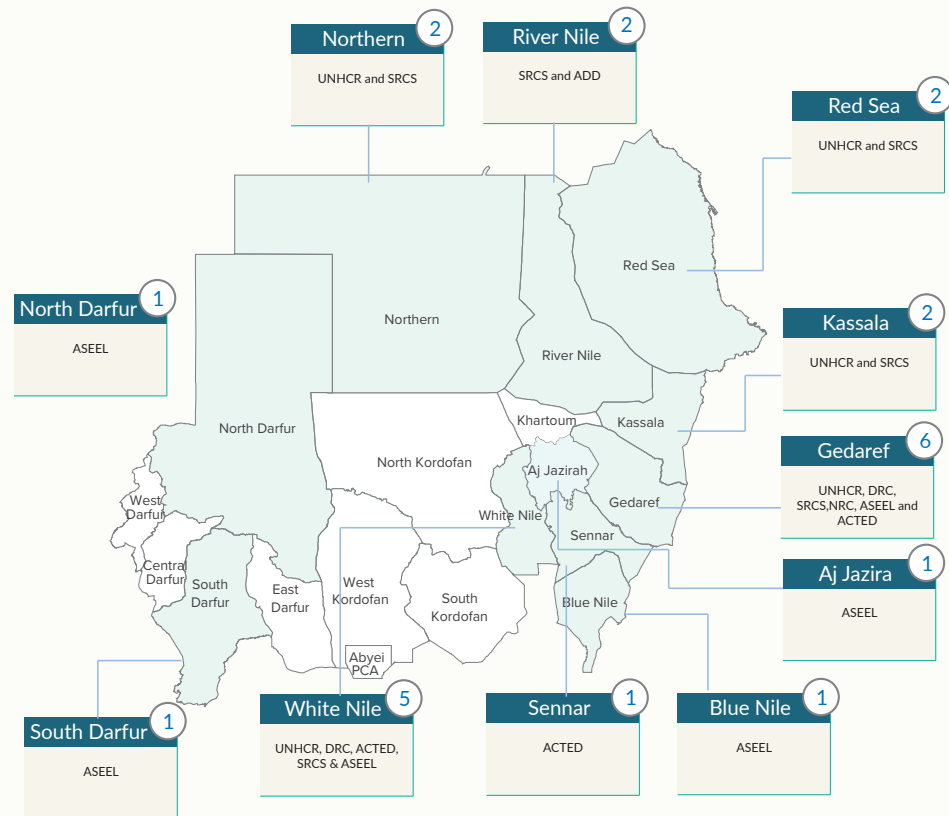 Northern
2
UNHCR and SRCS
River Nile
2
SRCS and ADD
Red Sea
2
UNHCR and SRCS
North Darfur
1
ASEEL
Kassala
2
UNHCR and SRCS
Gedaref
6
UNHCR, DRC,
SRCS,NRC, ASEEL and
ACTED
Aj Jazira
1
ASEEL
South Darfur
1
ASEEL
White Nile
5
UNHCR, DRC, ACTED,
SRCS & ASEEL
Sennar
1
ACTED
Blue Nile
1
ASEEL
Red Sea
Northern
River Nile
North Darfur
Khartoum
Kassala
North Kordofan
Aj Jazirah
West
Darfur
White Nile
Gedaref
Sennar
Central
Darfur
South
Darfur
East
Darfur
West
Kordofan
South
Kordofan
Blue Nile
Abyei
PCA